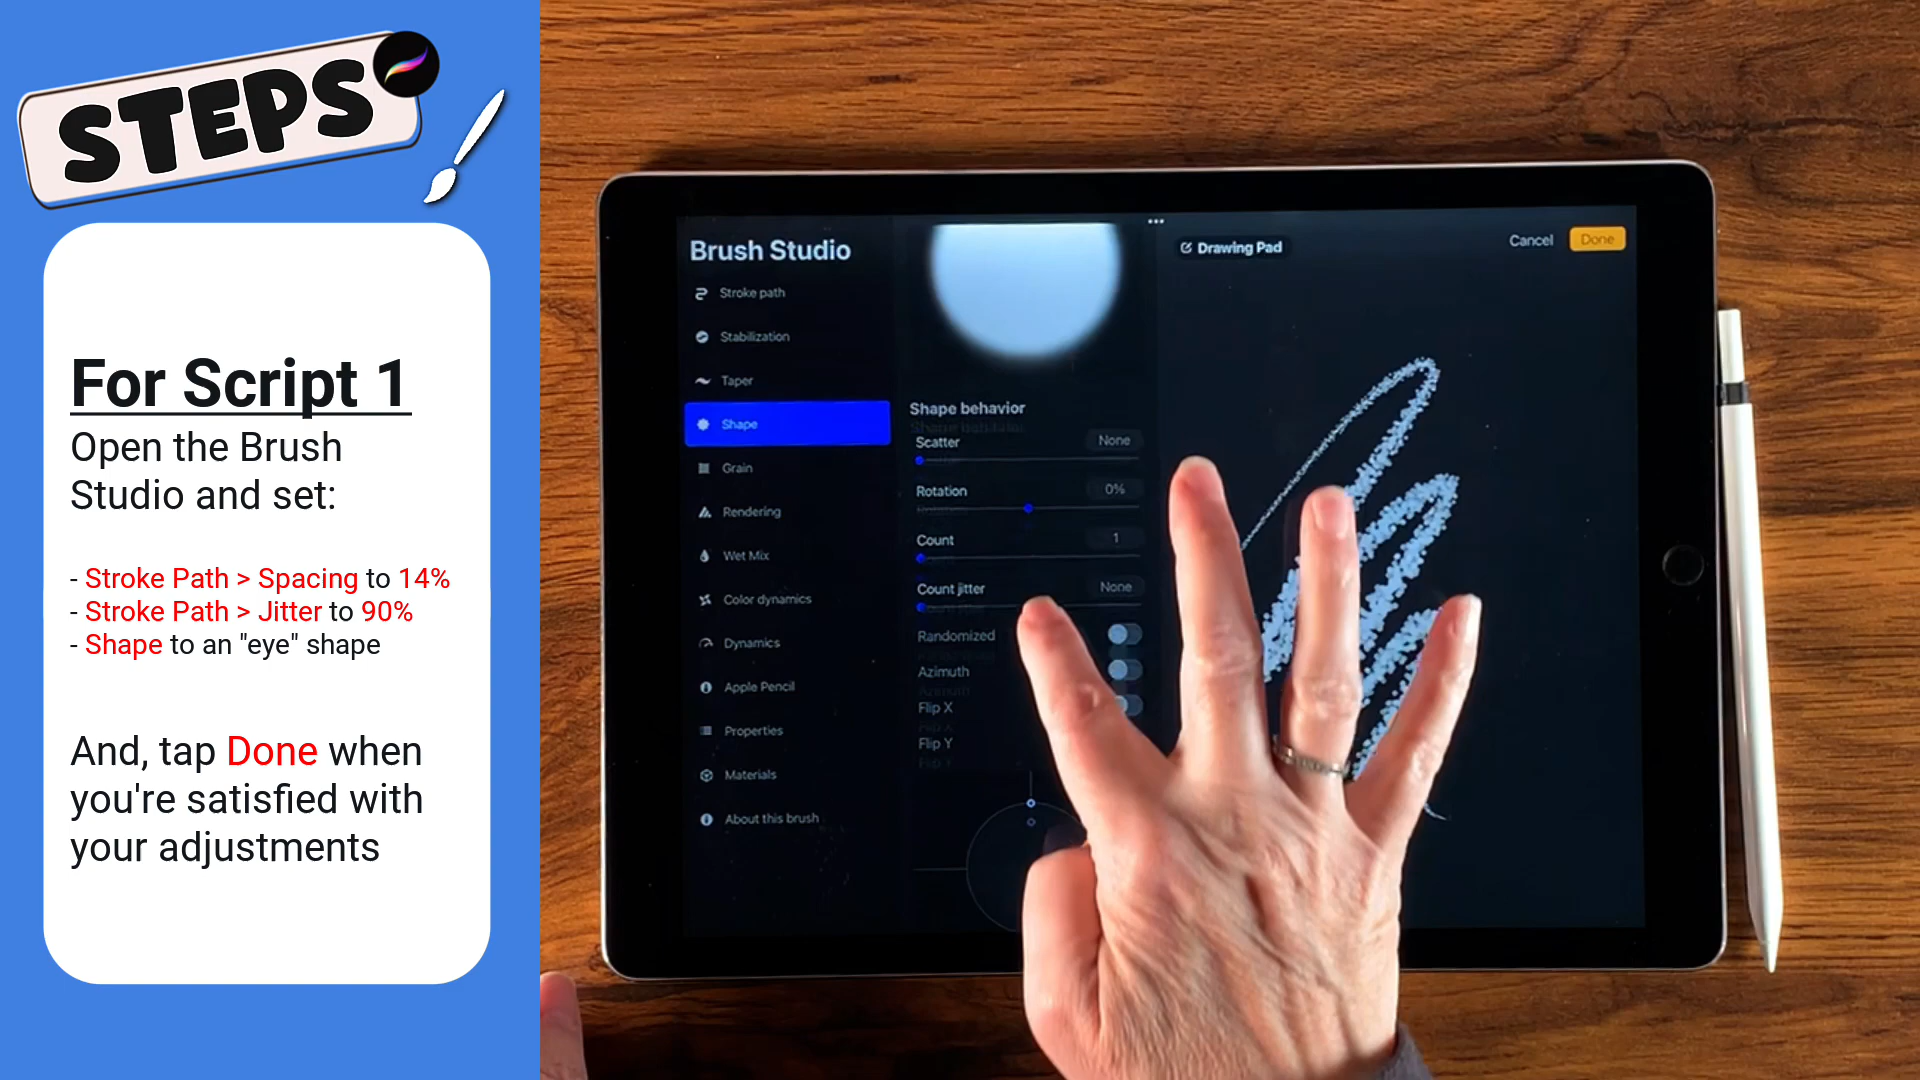 STEPS
For Script 1
Open the Brush
Studio and set:
- Stroke Path > Spacing to 14%
- Stroke Path > Jitter to 90%
- Shape to an "eye" shape
And, tap Done when
you're satisfied with
your adjustments
Brush Studio
Stroke path
Stabilization
Taper
Shape
Grain
Rendering
Wet Mix
Color dynamics
Dynamics
Apple Pencil
Properties
Materials
About this brush
Shape behavior
Scatter None
Rotation 0%
Count 1
Count jitter None
Randomized
Azimuth
Flip X
Flip Y
Drawing Pad
Cancel
Done